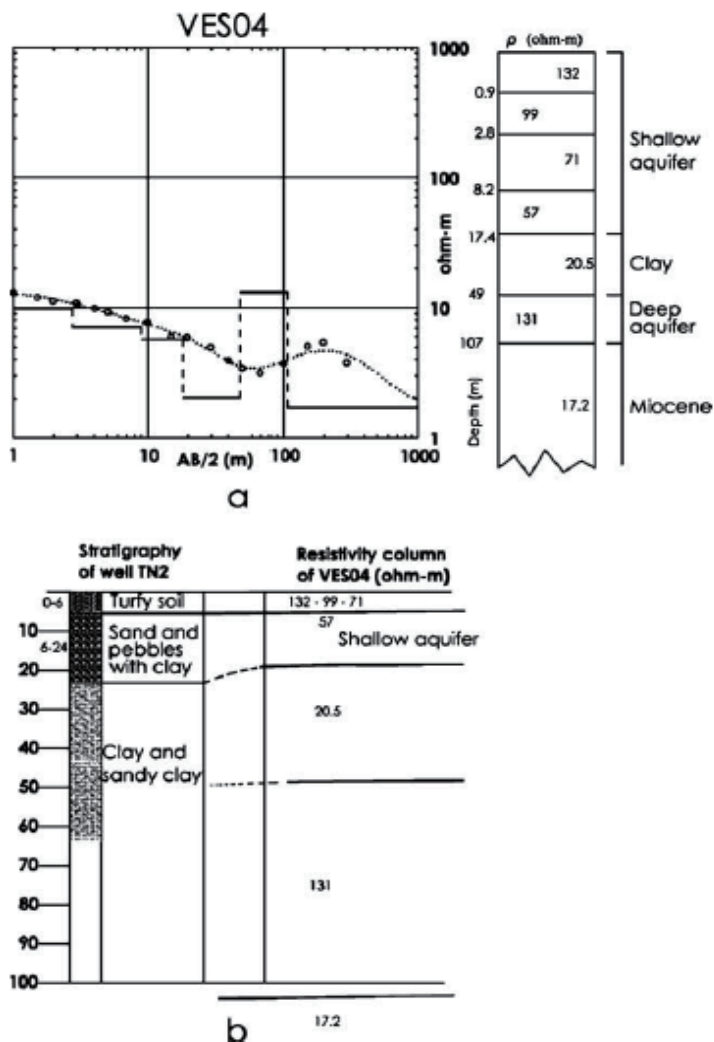 VES04
1000
100
ohm-m
10
1
1
10
100
1000
AB/2 (m)
a
ρ (ohm-m)
132
0.9
99
2.8
71
8.2
57
17.4
20.5
49
131
107
17.2
Depth (m)
Shallow
aquifer
Clay
Deep
aquifer
Miocene
Stratigraphy
of well TN2
Resistivity column
of VES04 (ohm-m)
0-6
Turfy soil
132 - 99 - 71
10
6-24
20
30
40
50
60
70
80
90
100
Sand and
pebbles
with clay
57
Shallow aquifer
20.5
Clay and
sandy clay
131
17.2
b